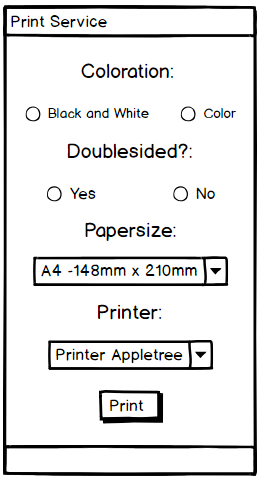 Print Service
Coloration:
Black and White Color
Doublesided?:
Yes No
Papersize:
A4 -148mm x 210mm
Printer:
Printer Appletree
Print